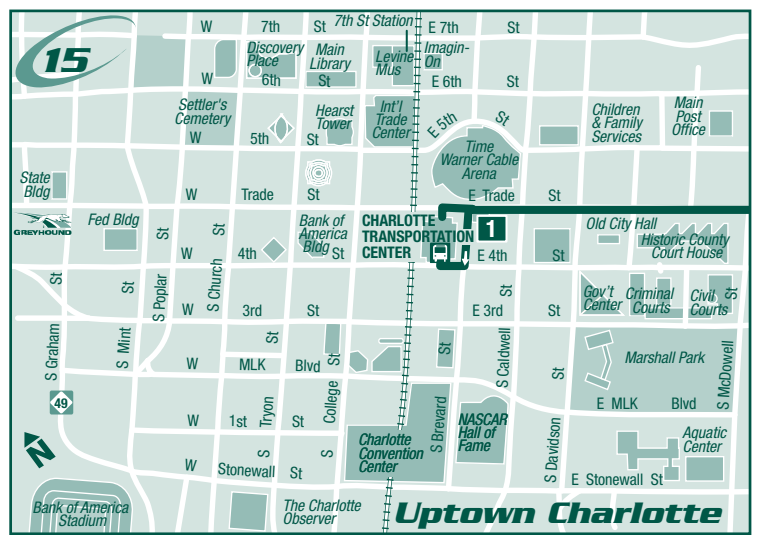 15
W 7th St
7th St Station
E 7th St
Discovery
Place
Main
Library
Levine
Mus
Imagin-
On
W 6th St
E 6th St
Settler's
Cemetery
Hearst
Tower
Int'l
Trade
Center
E 5th St
Children
& Family
Services
Main
Post
Office
W 5th St
Time
Warner Cable
Arena
State
Bldg
W Trade St
E Trade St
GREYHOUND
Fed Bldg
Bank of
America
Bldg
CHARLOTTE
TRANSPORTATION
CENTER
1
Old City Hall
Historic County
Court House
W 4th St
E 4th St
S Graham St
S Mint St
S Poplar St
S Church St
Gov't
Center
Criminal
Courts
Civil
Courts
W 3rd St
E 3rd St
S Tryon St
S College St
S Brevard St
S Caldwell St
S Davidson St
S McDowell St
W MLK Blvd
Marshall Park
49
E MLK Blvd
W 1st St
NASCAR
Hall of
Fame
Charlotte
Convention
Center
Aquatic
Center
N
W Stonewall St
E Stonewall St
Bank of America
Stadium
The Charlotte
Observer
Uptown Charlotte